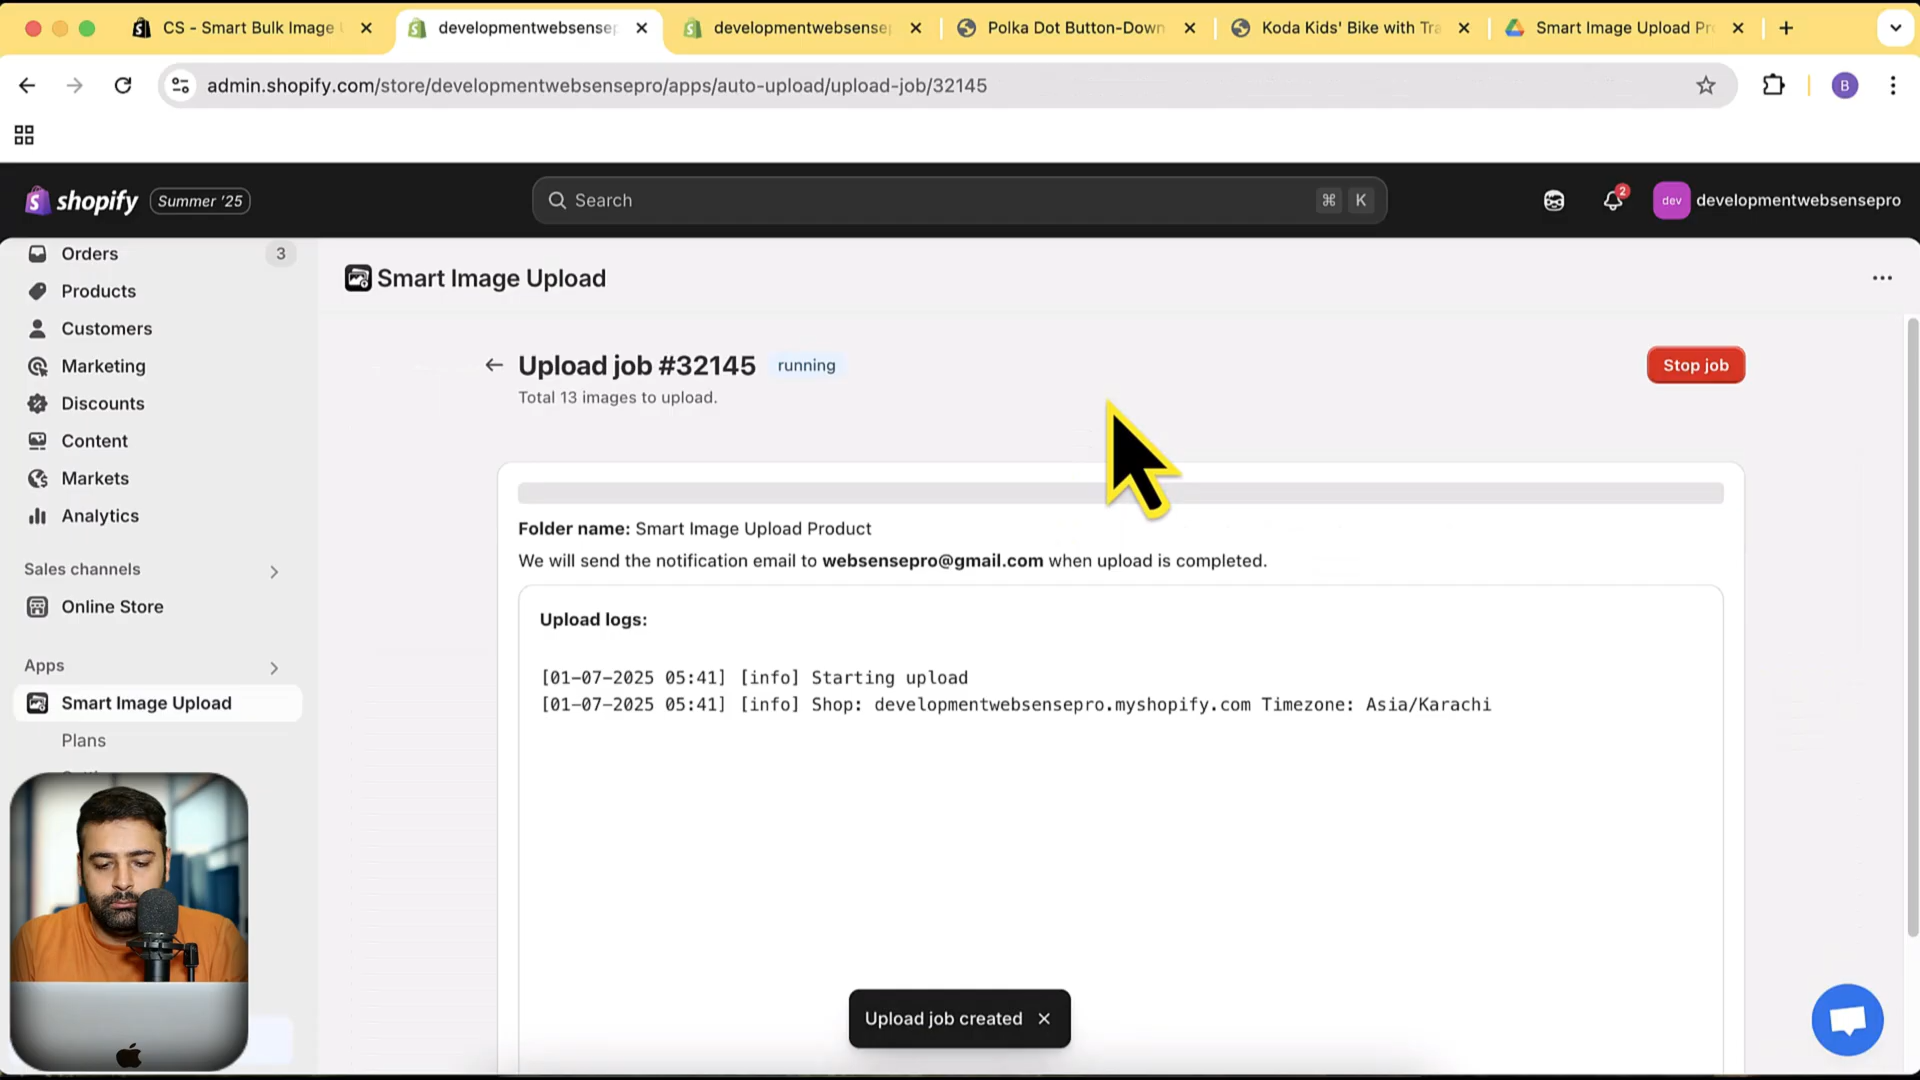 CS - Smart Bulk Image
developmentwebsense
developmentwebsense
Polka Dot Button-Down
Koda Kids' Bike with Tra
Smart Image Upload Pr
admin.shopify.com/store/developmentwebsensepro/apps/auto-upload/upload-job/32145
B
shopify
Summer '25
Search
⌘ K
2
dev
developmentwebsensepro
Orders
3
Products
Customers
Marketing
Discounts
Content
Markets
Analytics
Sales channels
Online Store
Apps
Smart Image Upload
Plans
Smart Image Upload
Upload job #32145
running
Stop job
Total 13 images to upload.
Folder name: Smart Image Upload Product
We will send the notification email to websensepro@gmail.com when upload is completed.
Upload logs:
[01-07-2025 05:41] [info] Starting upload
[01-07-2025 05:41] [info] Shop: developmentwebsensepro.myshopify.com Timezone: Asia/Karachi
Upload job created